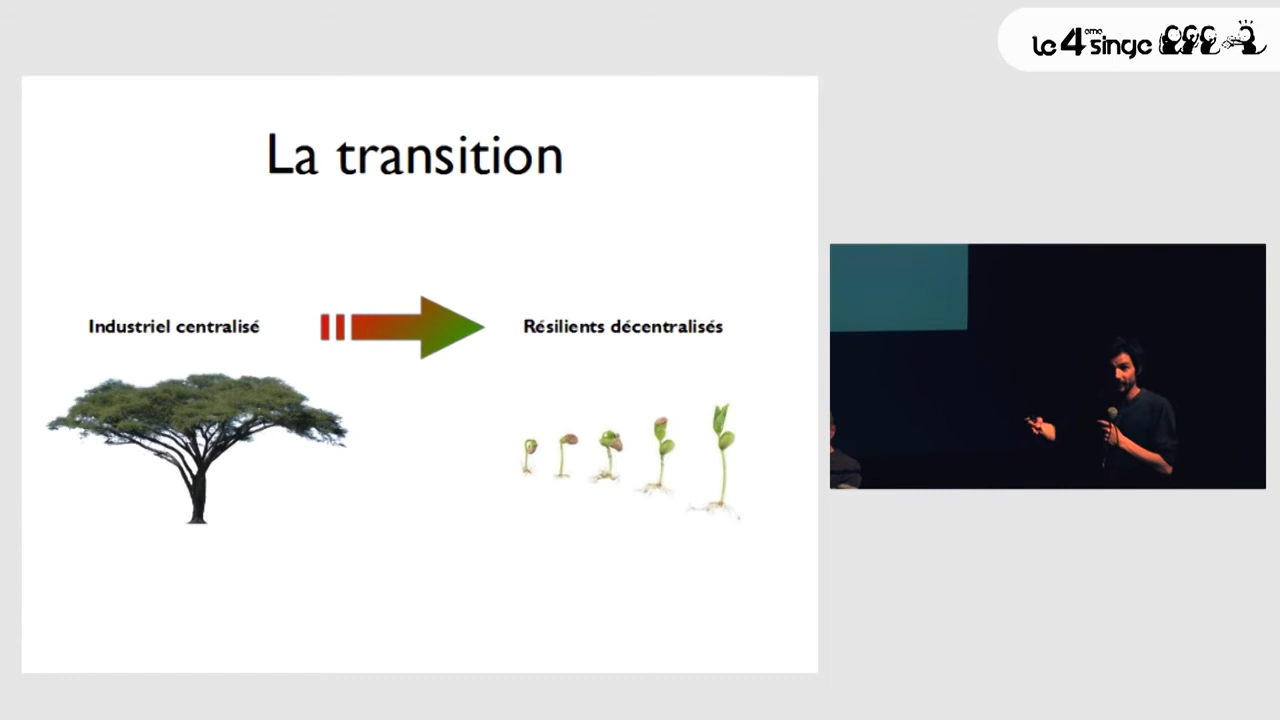 le 4ème singe
La transition
Industriel centralisé
Résilients décentralisés